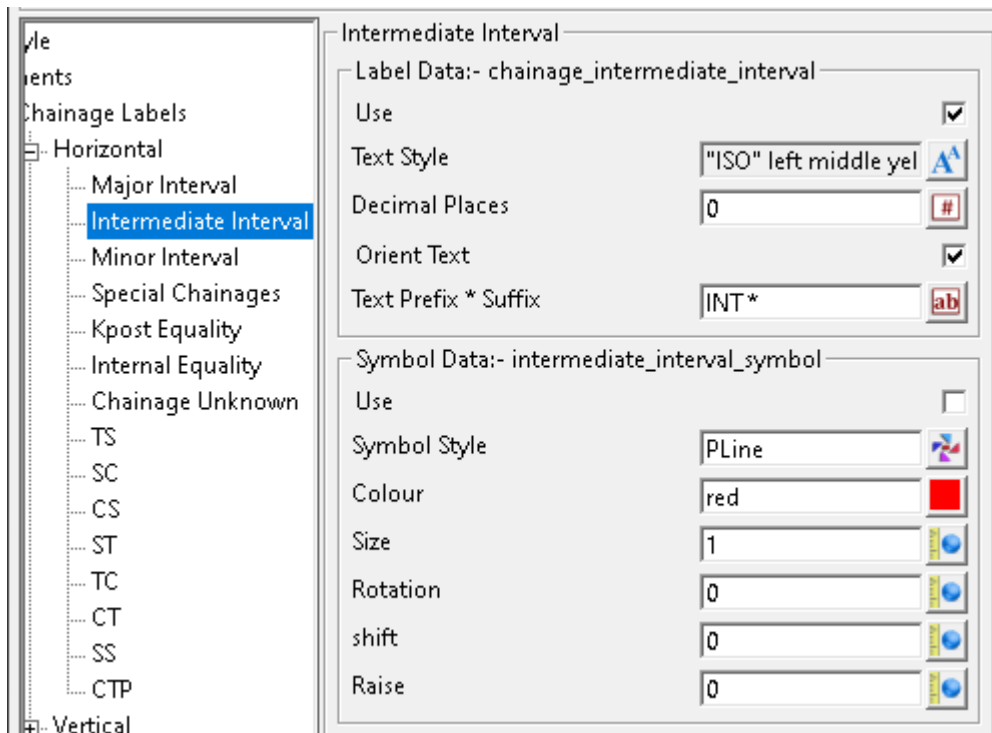 yle
ents
Chainage Labels
Horizontal
Major Interval
Intermediate Interval
Minor Interval
Special Chainages
Kpost Equality
Internal Equality
Chainage Unknown
TS
SC
CS
ST
TC
CT
SS
CTP
Vertical
Intermediate Interval
Label Data:- chainage_intermediate_interval
Use
Text Style "ISO" left middle yel
Decimal Places 0
Orient Text
Text Prefix * Suffix INT*
Symbol Data:- intermediate_interval_symbol
Use
Symbol Style PLine
Colour red
Size 1
Rotation 0
shift 0
Raise 0